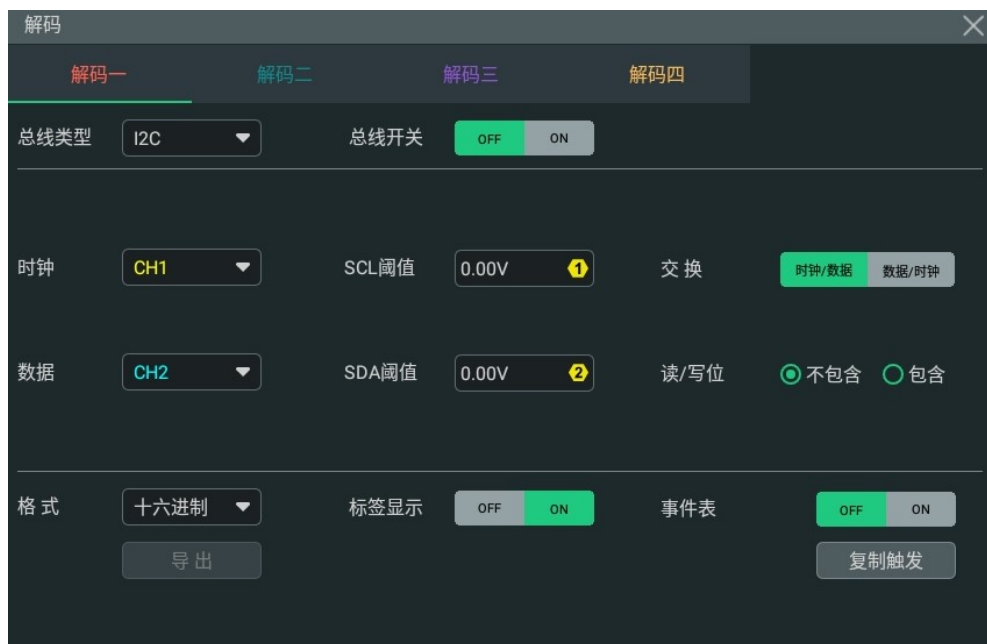 解码
解码一 解码二 解码三 解码四
总线类型 I2C 总线开关 OFF ON
时钟 CH1 SCL阈值 0.00V 1 交换 时钟/数据 数据/时钟
数据 CH2 SDA阈值 0.00V 2 读/写位 不包含 包含
格式 十六进制 标签显示 OFF ON 事件表 OFF ON
导出 复制触发